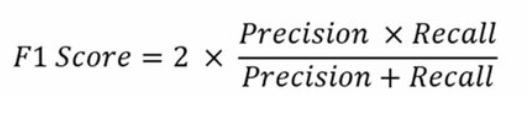 F1 Score = 2 × Precision × Recall / Precision + Recall